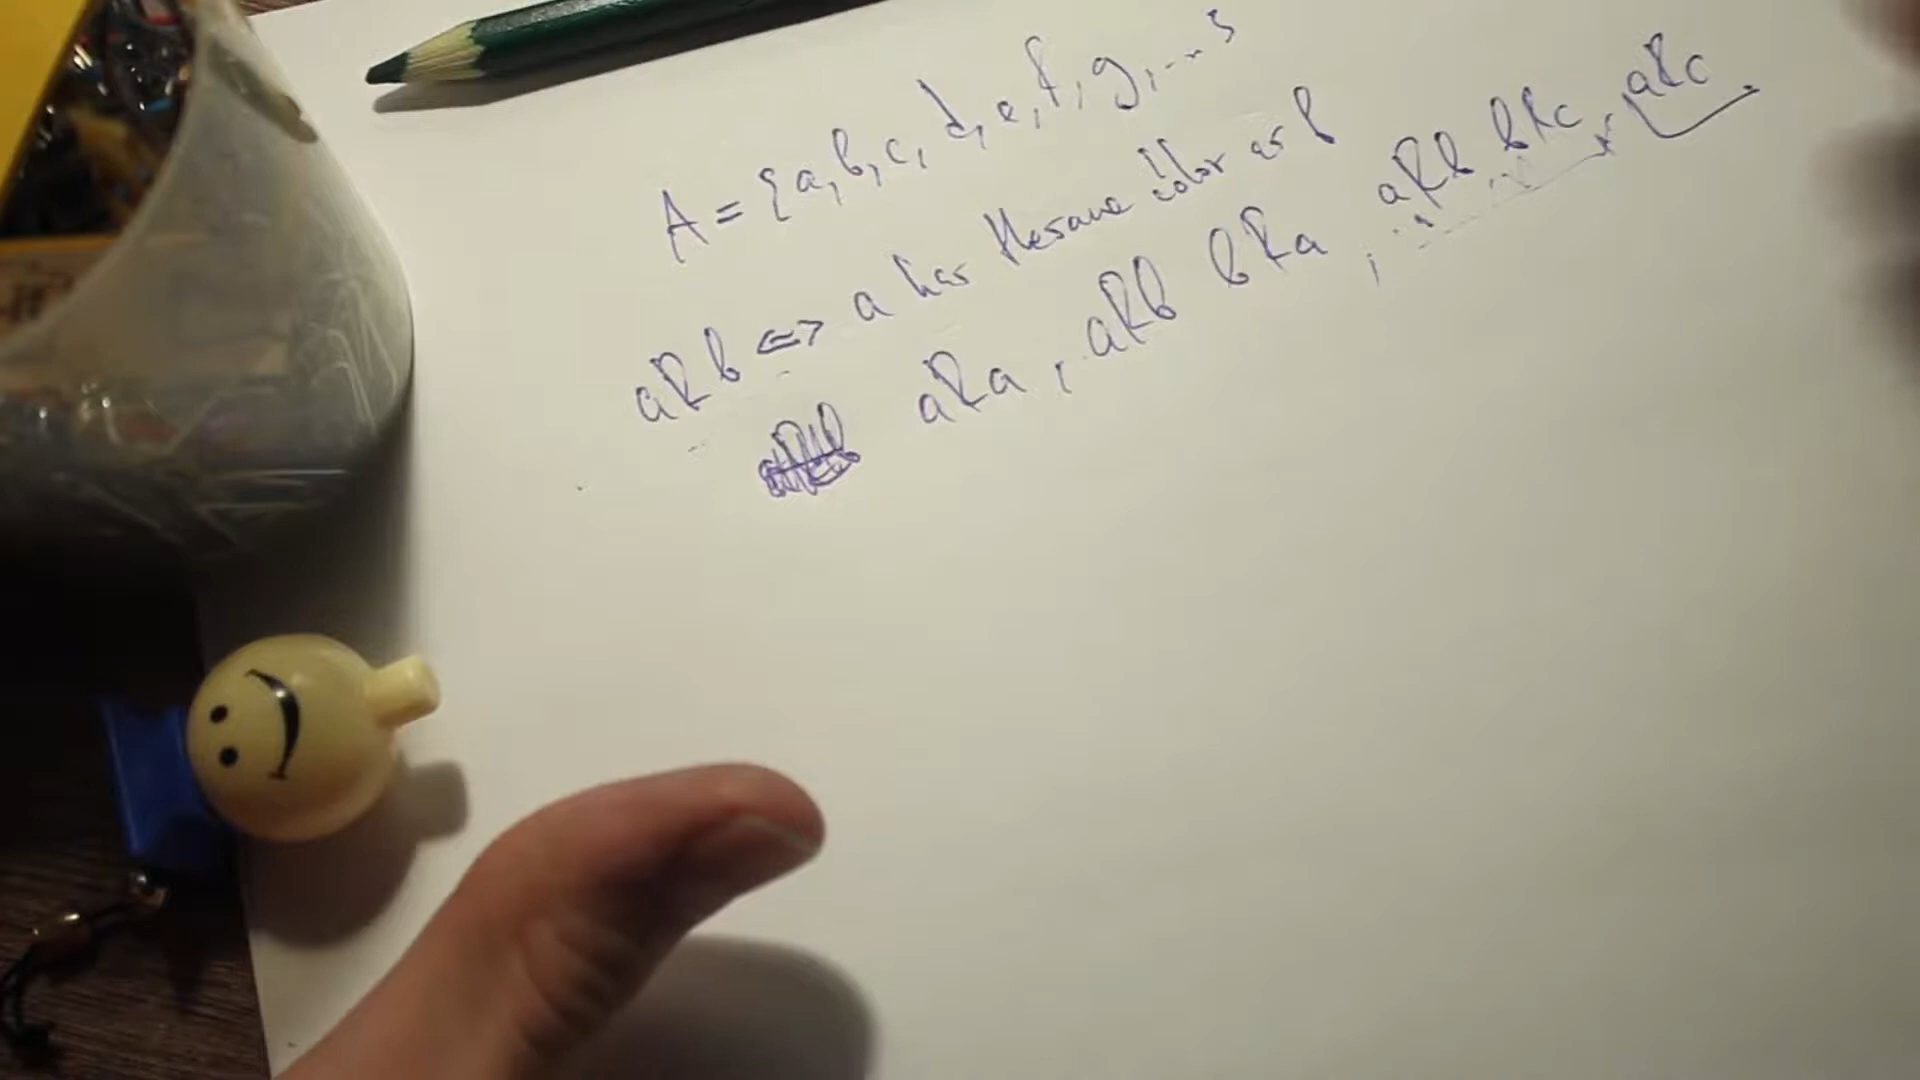 A = {a, b, c, d, e, f, g, ...}
aRb <=> a has the same color as b
aRa, aRb bRa, aRb bRc aRc